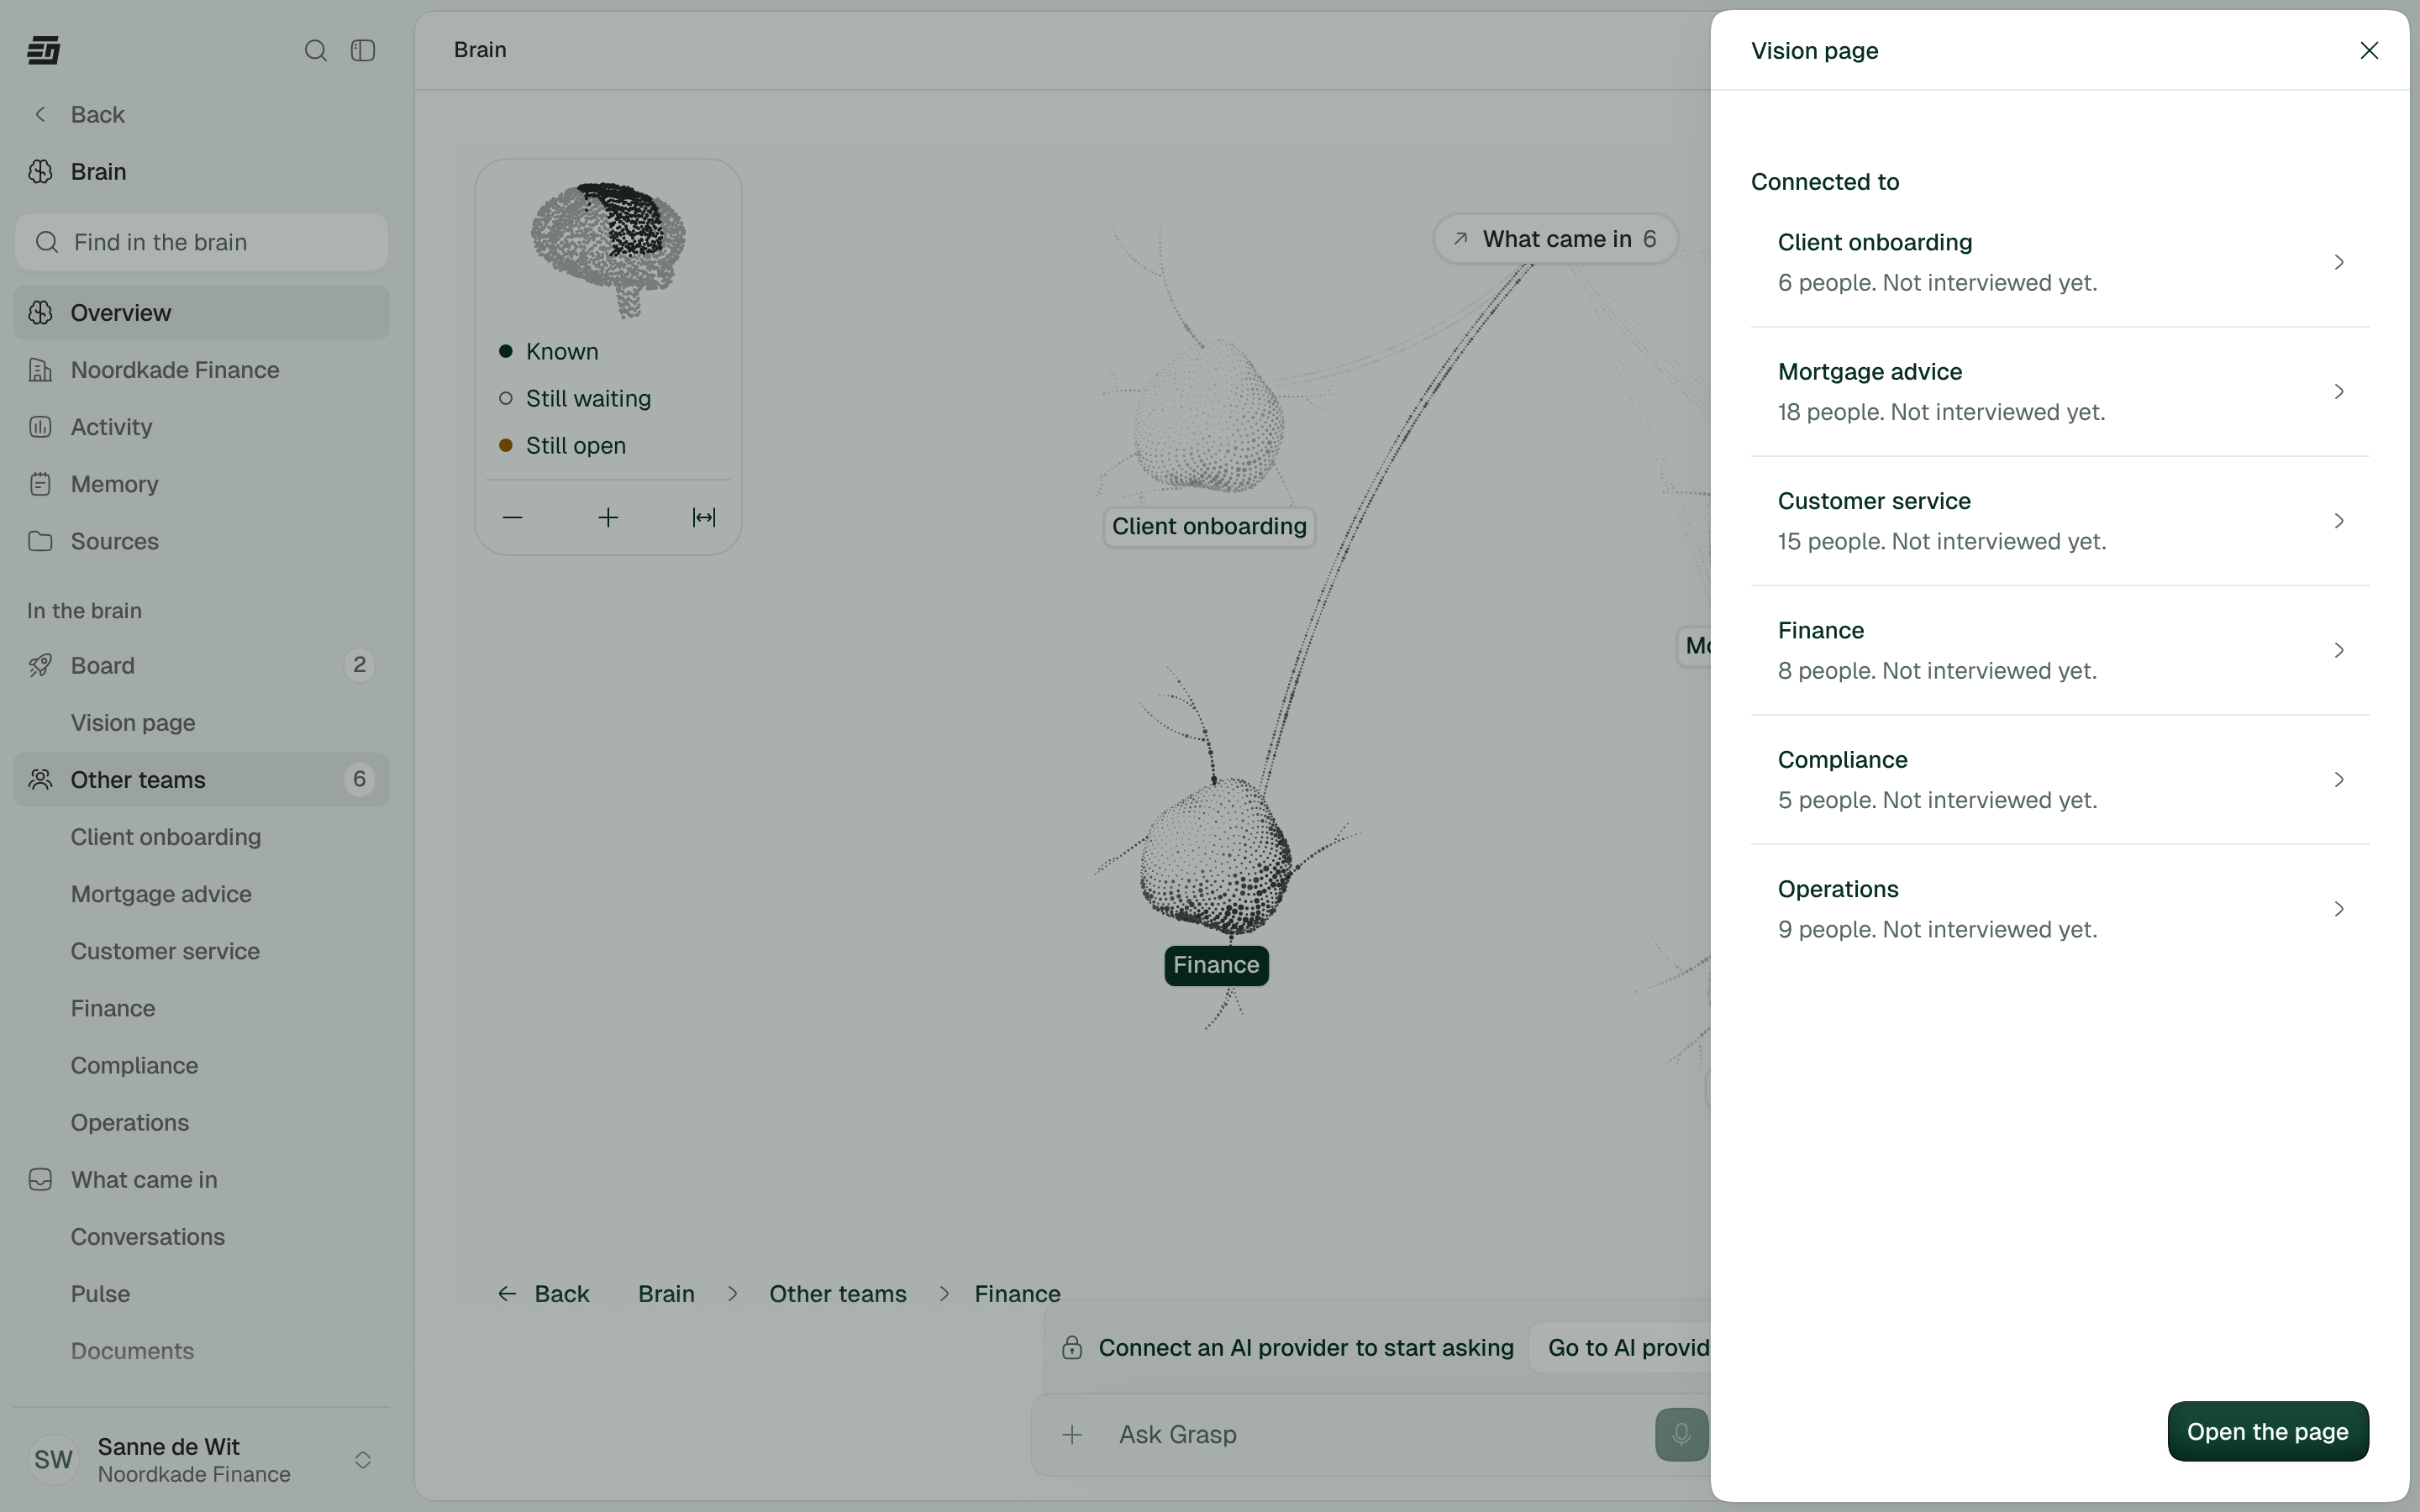 Back
Brain
Find in the brain
Overview
Noordkade Finance
Activity
Memory
Sources
In the brain
Board 2
Vision page
Other teams 6
Client onboarding
Mortgage advice
Customer service
Finance
Compliance
Operations
What came in
Conversations
Pulse
Documents
SW
Sanne de Wit
Noordkade Finance
Brain
Known
Still waiting
Still open
What came in 6
Client onboarding
Finance
Back Brain Other teams Finance
Connect an AI provider to start asking
Ask Grasp
Vision page
Connected to
Client onboarding
6 people. Not interviewed yet.
Mortgage advice
18 people. Not interviewed yet.
Customer service
15 people. Not interviewed yet.
Finance
8 people. Not interviewed yet.
Compliance
5 people. Not interviewed yet.
Operations
9 people. Not interviewed yet.
Open the page